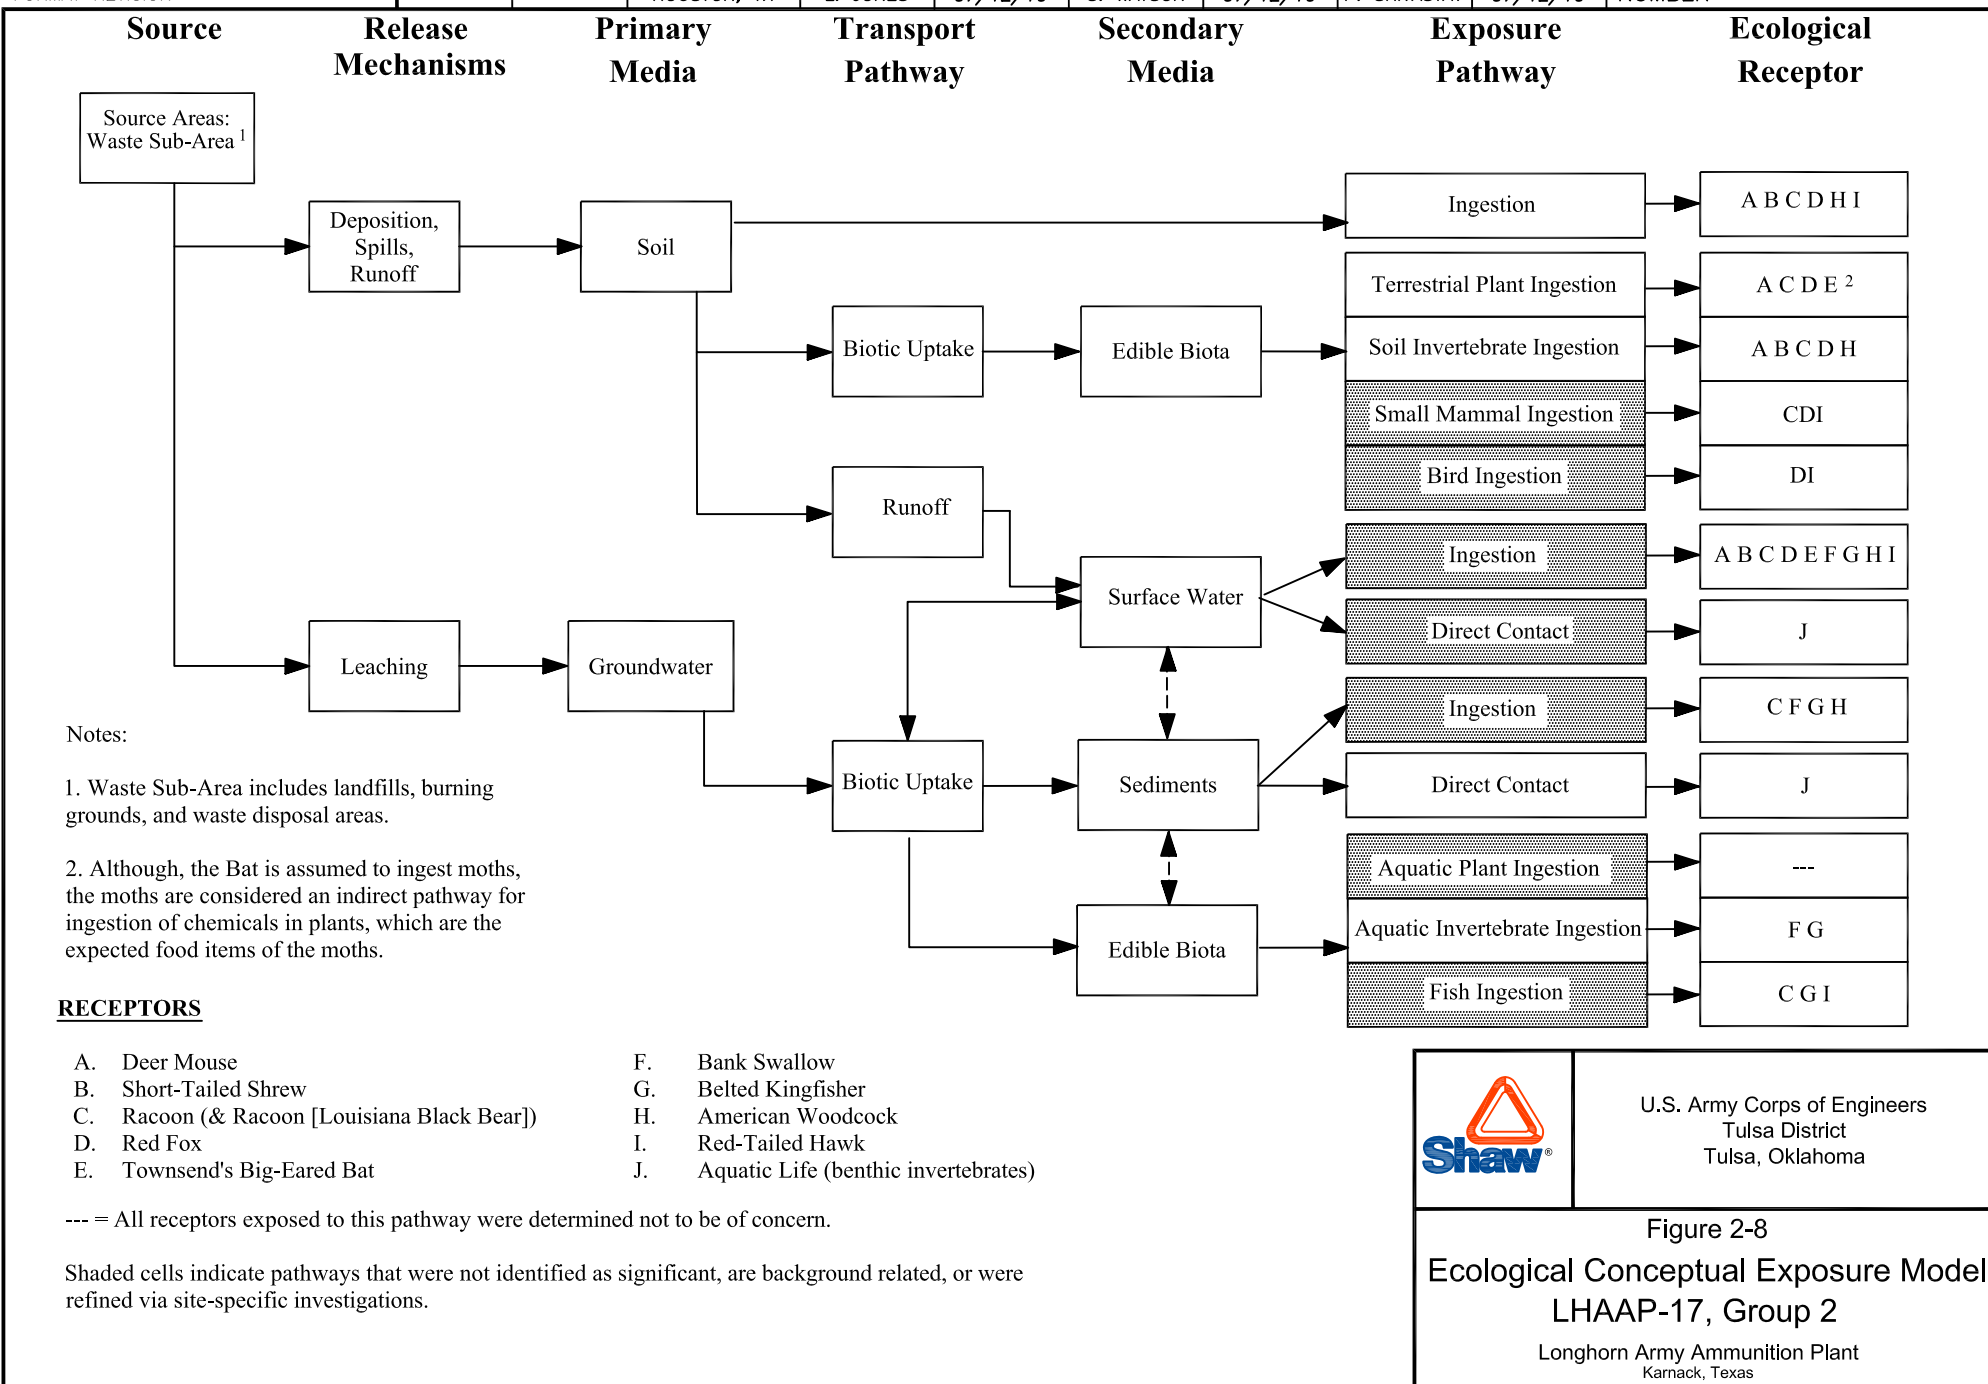 Source
Release
Mechanisms
Primary
Media
Transport
Pathway
Secondary
Media
Exposure
Pathway
Ecological
Receptor
Source Areas:
Waste Sub-Area 1
Deposition,
Spills,
Runoff
Soil
Ingestion
A B C D H I
Terrestrial Plant Ingestion
A C D E 2
Biotic Uptake
Edible Biota
Soil Invertebrate Ingestion
A B C D H
Small Mammal Ingestion
CDI
Bird Ingestion
DI
Runoff
Surface Water
Ingestion
A B C D E F G H I
Direct Contact
J
Leaching
Groundwater
Ingestion
C F G H
Biotic Uptake
Sediments
Direct Contact
J
Aquatic Plant Ingestion
---
Edible Biota
Aquatic Invertebrate Ingestion
F G
Fish Ingestion
C G I
Notes:
1. Waste Sub-Area includes landfills, burning
grounds, and waste disposal areas.
2. Although, the Bat is assumed to ingest moths,
the moths are considered an indirect pathway for
ingestion of chemicals in plants, which are the
expected food items of the moths.
RECEPTORS
A. Deer Mouse
B. Short-Tailed Shrew
C. Racoon (& Racoon [Louisiana Black Bear])
D. Red Fox
E. Townsend's Big-Eared Bat
F. Bank Swallow
G. Belted Kingfisher
H. American Woodcock
I. Red-Tailed Hawk
J. Aquatic Life (benthic invertebrates)
--- = All receptors exposed to this pathway were determined not to be of concern.
Shaded cells indicate pathways that were not identified as significant, are background related, or were
refined via site-specific investigations.
Shaw®
U.S. Army Corps of Engineers
Tulsa District
Tulsa, Oklahoma
Figure 2-8
Ecological Conceptual Exposure Model
LHAAP-17, Group 2
Longhorn Army Ammunition Plant
Karnack, Texas